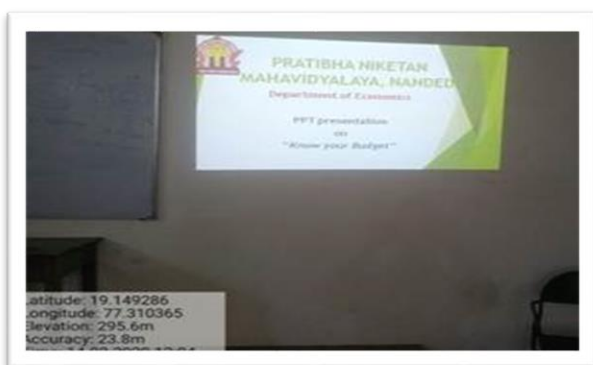 PRATIBHA NIKETAN
MAHAVIDYALAYA, NANDED
Department of Economics
PPT presentation
on
"Know your Budget"
Latitude: 19.149286
Longitude: 77.310365
Elevation: 295.6m
Accuracy: 23.8m